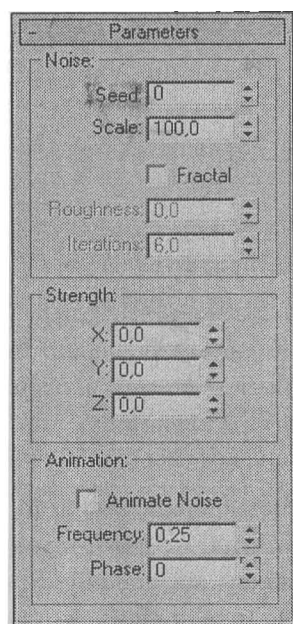 - Parameters
Noise:
Seed: 0
Scale: 100,0
Fractal
Roughness: 0,0
Iterations: 6,0
Strength:
X: 0,0
Y: 0,0
Z: 0,0
Animation:
Animate Noise
Frequency: 0,25
Phase: 0